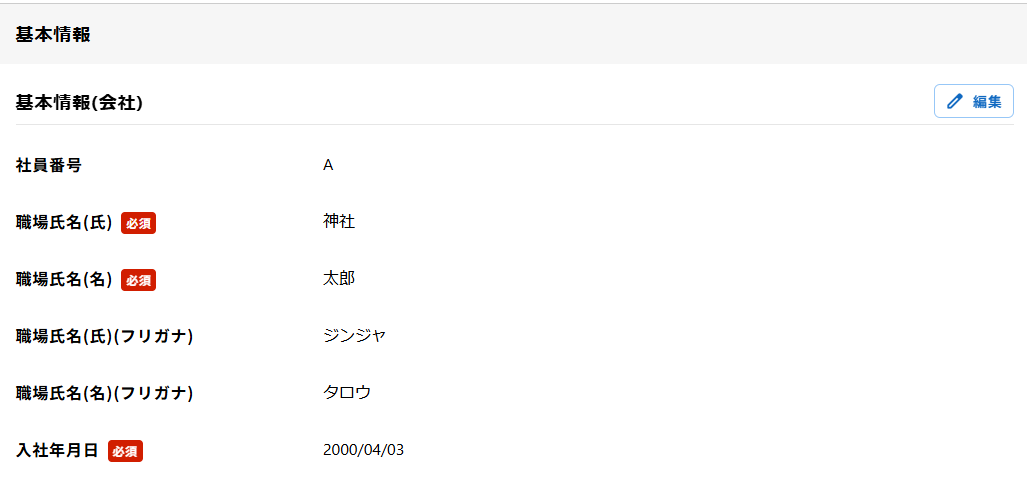 基本情報
基本情報(会社) 編集
社員番号 A
職場氏名(氏) 必須 神社
職場氏名(名) 必須 太郎
職場氏名(氏)(フリガナ) ジンジャ
職場氏名(名)(フリガナ) タロウ
入社年月日 必須 2000/04/03